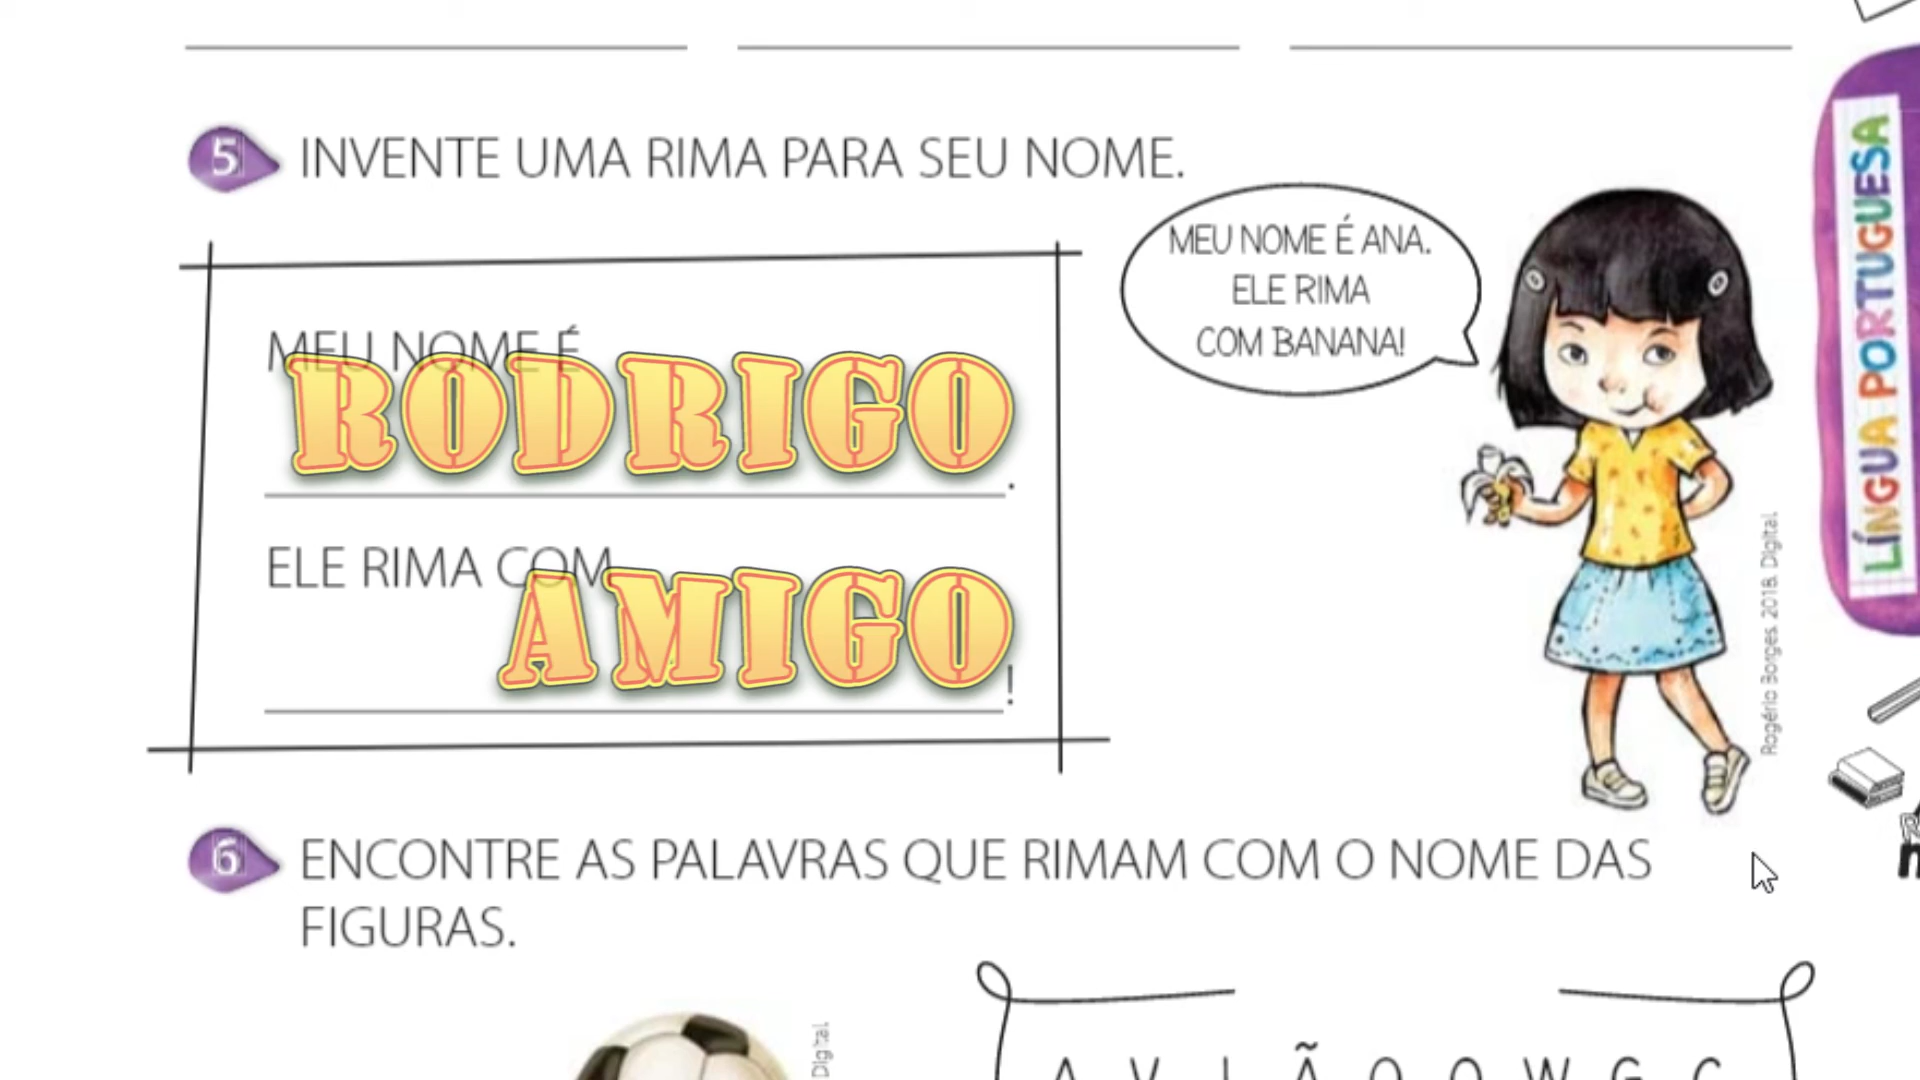 5 INVENTE UMA RIMA PARA SEU NOME.
MEU NOME É ANA.
ELE RIMA
COM BANANA!
MEU NOME É
RODRIGO.
ELE RIMA COM
AMIGO!
Rogério Borges. 2018. Digital.
LÍNGUA PORTUGUESA
6 ENCONTRE AS PALAVRAS QUE RIMAM COM O NOME DAS
FIGURAS.
Digital.
A V I Ã O O W G C